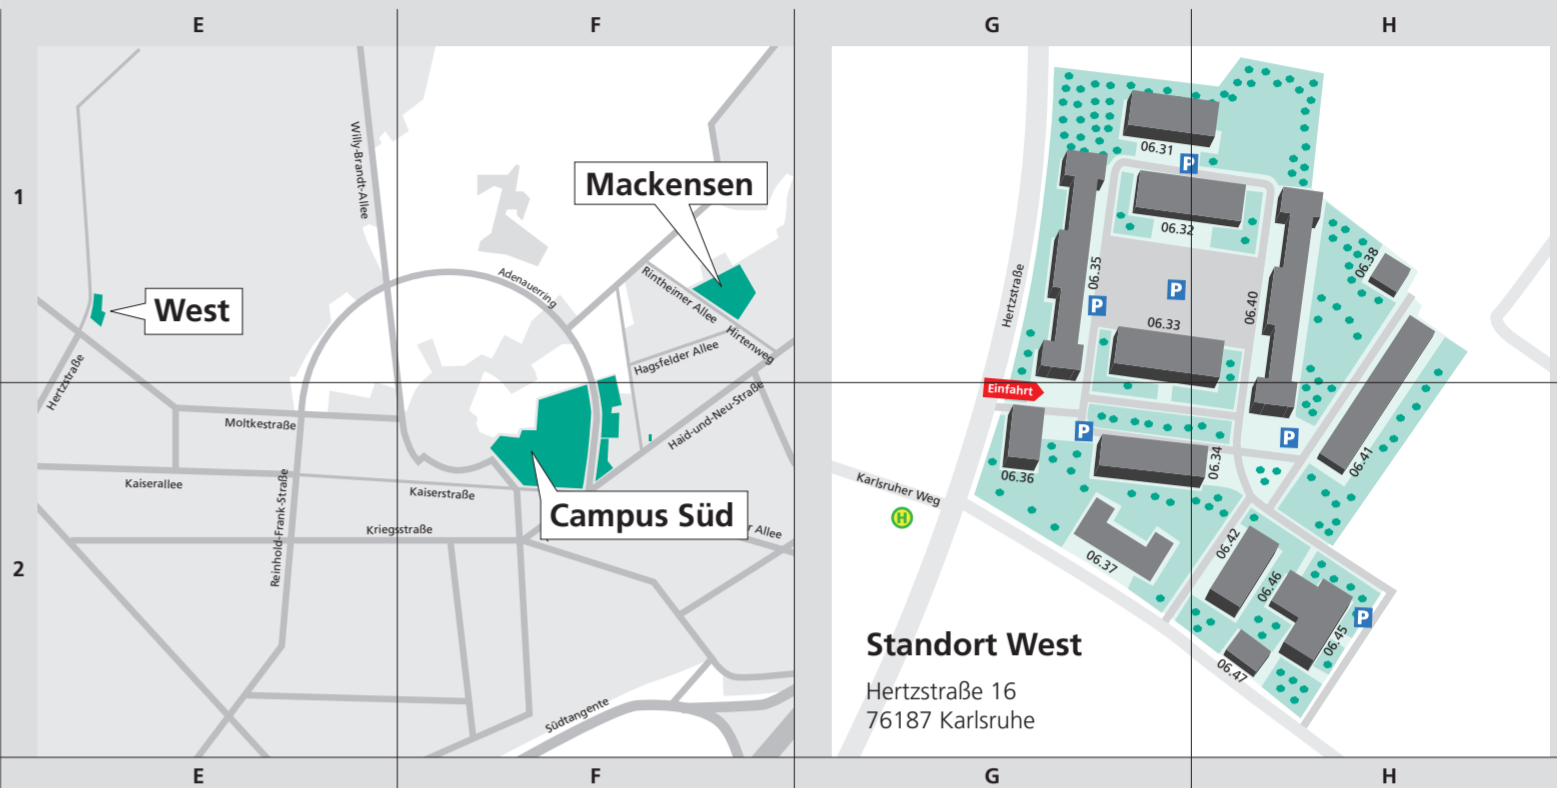 E
F
G
H
1
2
Willy-Brandt-Allee
Mackensen
Adenauerring
Rintheimer Allee
Hirtenweg
Hagsfelder Allee
Haid-und-Neu-Straße
West
Hertzstraße
Moltkestraße
Kaiserallee
Reinhold-Frank-Straße
Kaiserstraße
Kriegsstraße
Campus Süd
r Allee
Südtangente
06.31
P
06.32
06.35
P
P
06.33
06.40
06.38
Hertzstraße
Einfahrt
P
P
06.36
06.34
06.41
Karlsruher Weg
H
06.37
06.42
06.46
06.45
P
06.47
Standort West
Hertzstraße 16
76187 Karlsruhe
E
F
G
H